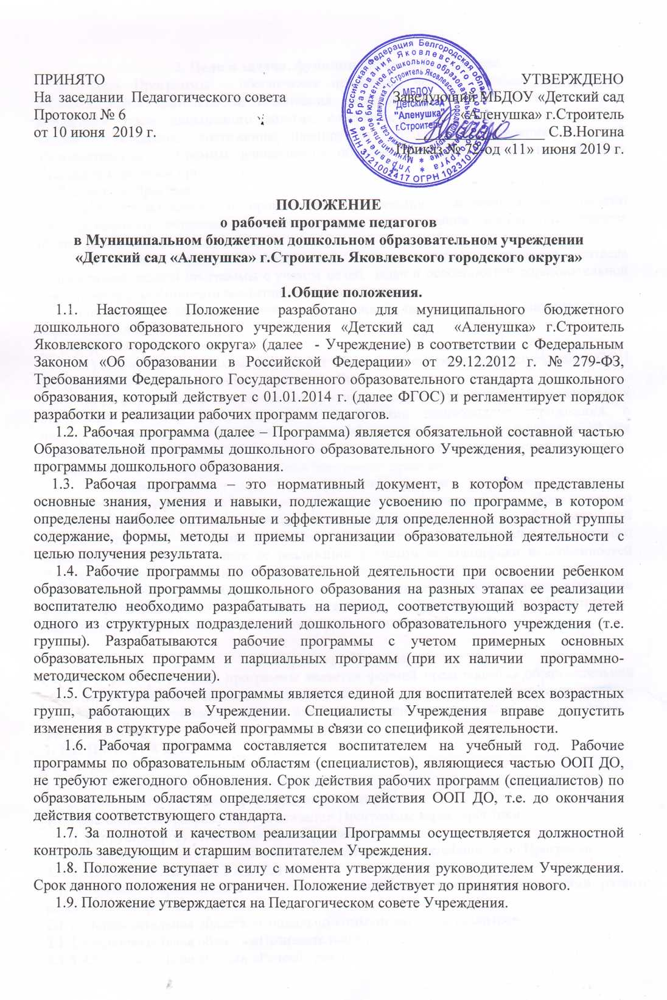 ПРИНЯТО
На заседании Педагогического совета
Протокол № 6
от 10 июня 2019 г.
УТВЕРЖДЕНО
Заведующий МБДОУ «Детский сад
«Аленушка» г.Строитель
С.В.Ногина
Приказ № 72-од «11» июня 2019 г.
МБДОУ
"Детский сад
"Аленушка"
г.Строитель
ПОЛОЖЕНИЕ
о рабочей программе педагогов
в Муниципальном бюджетном дошкольном образовательном учреждении
«Детский сад «Аленушка» г.Строитель Яковлевского городского округа»
1.Общие положения.
1.1. Настоящее Положение разработано для муниципального бюджетного
дошкольного образовательного учреждения «Детский сад «Аленушка» г.Строитель
Яковлевского городского округа» (далее - Учреждение) в соответствии с Федеральным
Законом «Об образовании в Российской Федерации» от 29.12.2012 г. № 279-ФЗ,
Требованиями Федерального Государственного образовательного стандарта дошкольного
образования, который действует с 01.01.2014 г. (далее ФГОС) и регламентирует порядок
разработки и реализации рабочих программ педагогов.
1.2. Рабочая программа (далее – Программа) является обязательной составной частью
Образовательной программы дошкольного образовательного Учреждения, реализующего
программы дошкольного образования.
1.3. Рабочая программа – это нормативный документ, в котором представлены
основные знания, умения и навыки, подлежащие усвоению по программе, в котором
определены наиболее оптимальные и эффективные для определенной возрастной группы
содержание, формы, методы и приемы организации образовательной деятельности с
целью получения результата.
1.4. Рабочие программы по образовательной деятельности при освоении ребенком
образовательной программы дошкольного образования на разных этапах ее реализации
воспитателю необходимо разрабатывать на период, соответствующий возрасту детей
одного из структурных подразделений дошкольного образовательного учреждения (т.е.
группы). Разрабатываются рабочие программы с учетом примерных основных
образовательных программ и парциальных программ (при их наличии программно-
методическом обеспечении).
1.5. Структура рабочей программы является единой для воспитателей всех возрастных
групп, работающих в Учреждении. Специалисты Учреждения вправе допустить
изменения в структуре рабочей программы в связи со спецификой деятельности.
1.6. Рабочая программа составляется воспитателем на учебный год. Рабочие
программы по образовательным областям (специалистов), являющиеся частью ООП ДО,
не требуют ежегодного обновления. Срок действия рабочих программ (специалистов) по
образовательным областям определяется сроком действия ООП ДО, т.е. до окончания
действия соответствующего стандарта.
1.7. За полнотой и качеством реализации Программы осуществляется должностной
контроль заведующим и старшим воспитателем Учреждения.
1.8. Положение вступает в силу с момента утверждения руководителем Учреждения.
Срок данного положения не ограничен. Положение действует до принятия нового.
1.9. Положение утверждается на Педагогическом совете Учреждения.